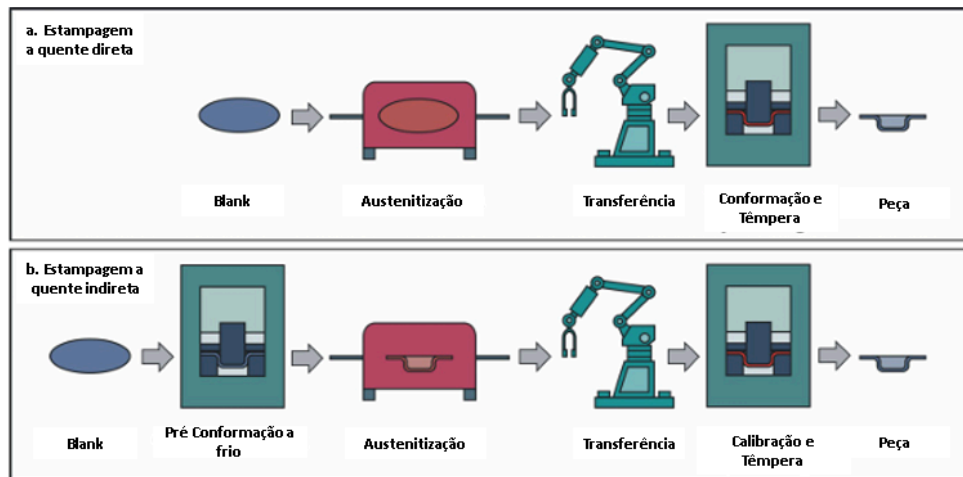 a. Estampagem
a quente direta
Blank
Austenitização
Transferência
Conformação e
Têmpera
Peça
b. Estampagem a
quente indireta
Blank
Pré Conformação a
frio
Austenitização
Transferência
Calibração e
Têmpera
Peça